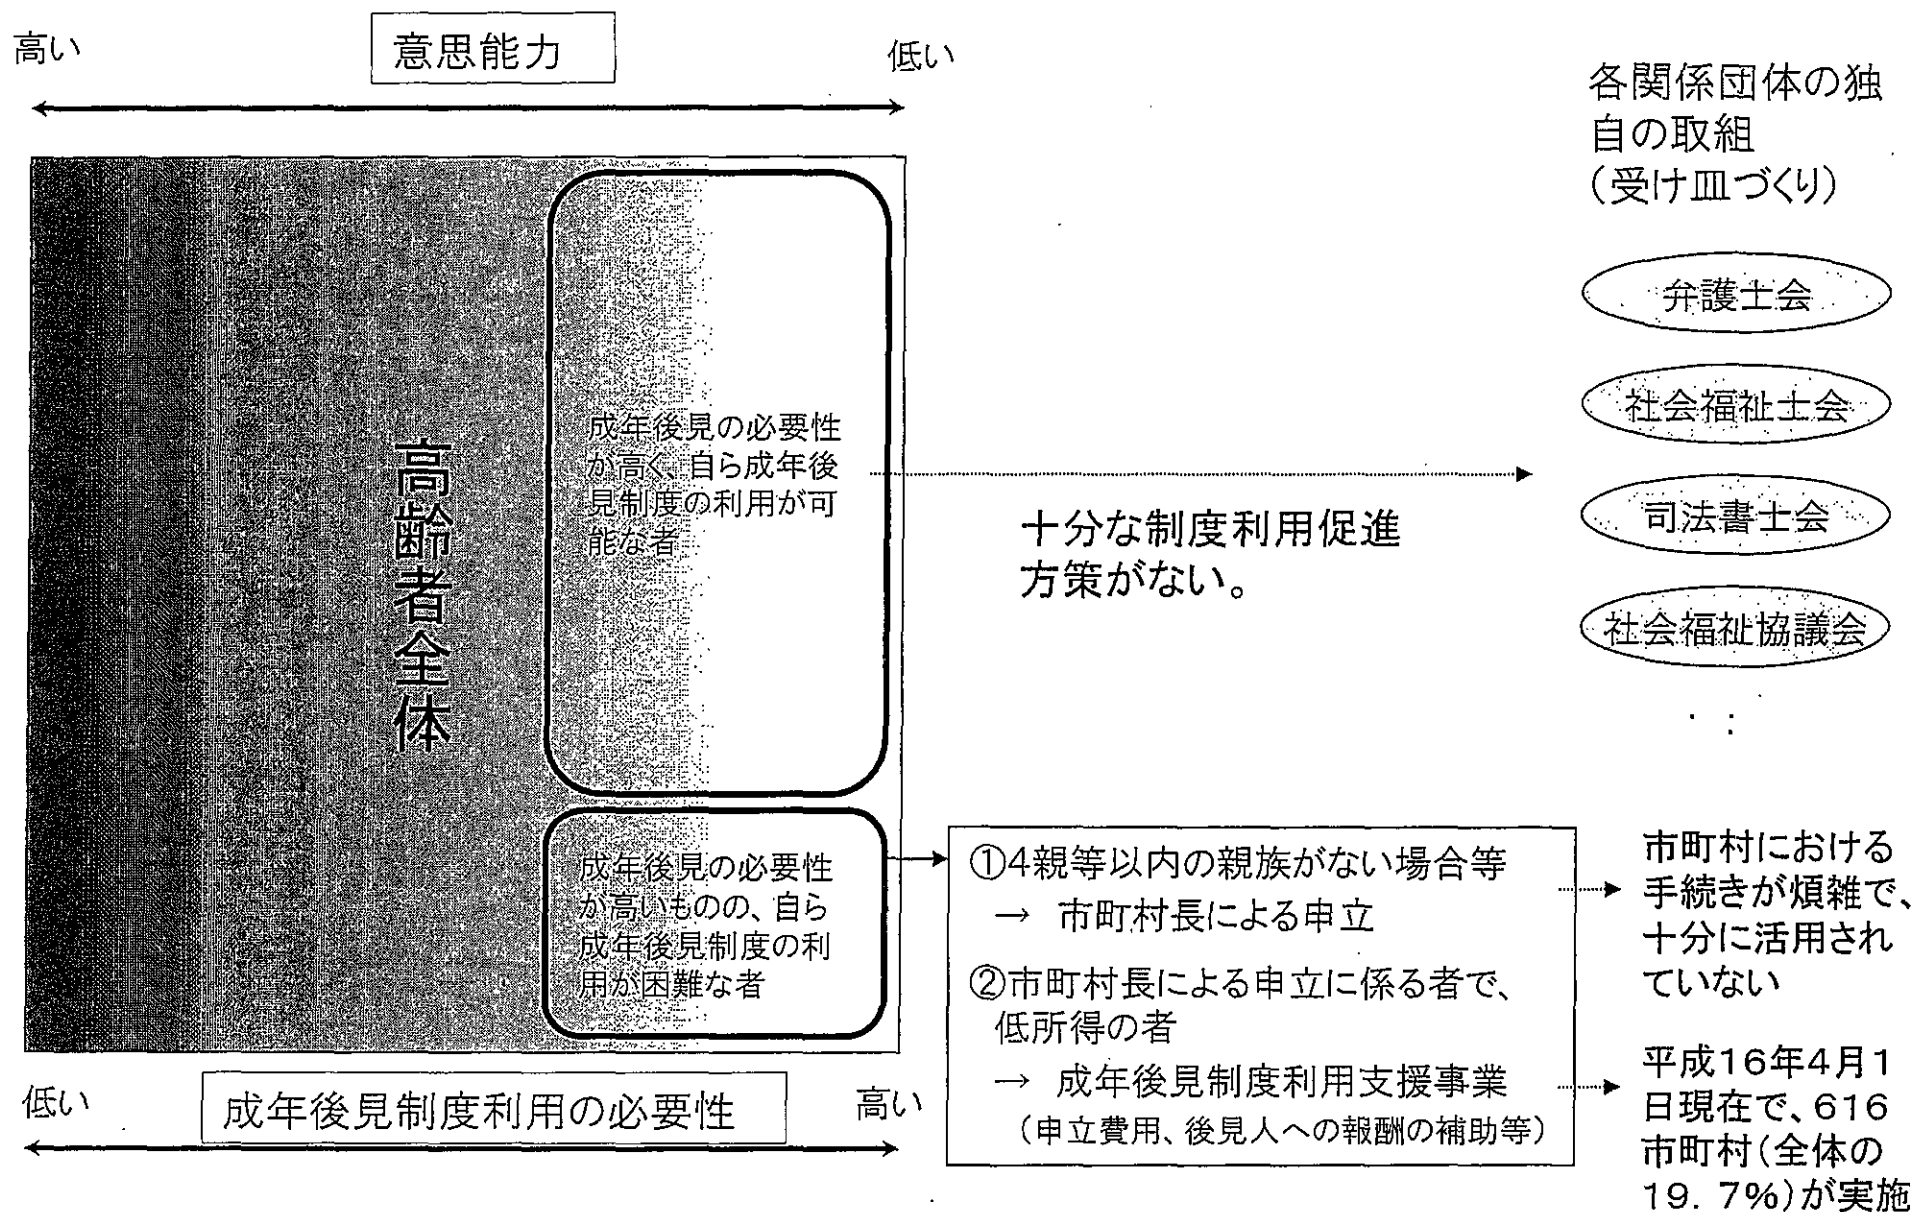 高い
意思能力
低い
高齢者全体
成年後見の必要性
が高く、自ら成年後
見制度の利用が可
能な者
成年後見の必要性
が高いものの、自ら
成年後見制度の利
用が困難な者
低い
成年後見制度利用の必要性
高い
十分な制度利用促進
方策がない。
各関係団体の独
自の取組
（受け皿づくり）
弁護士会
社会福祉士会
司法書士会
社会福祉協議会
：
①4親等以内の親族がない場合等
→ 市町村長による申立
②市町村長による申立に係る者で、
低所得の者
→ 成年後見制度利用支援事業
（申立費用、後見人への報酬の補助等）
市町村における
手続きが煩雑で、
十分に活用され
ていない
平成16年4月1
日現在で、616
市町村（全体の
19．7%）が実施